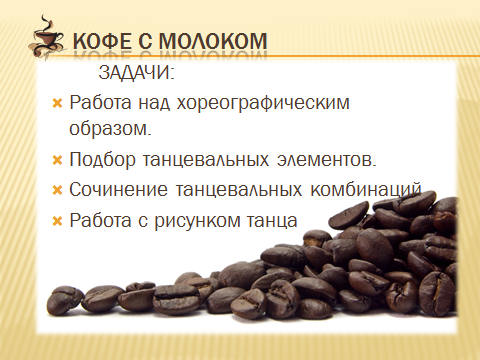 КОФЕ С МОЛОКОМ
ЗАДАЧИ:
Работа над хореографическим
образом.
Подбор танцевальных элементов.
Сочинение танцевальных комбинаций
Работа с рисунком танца